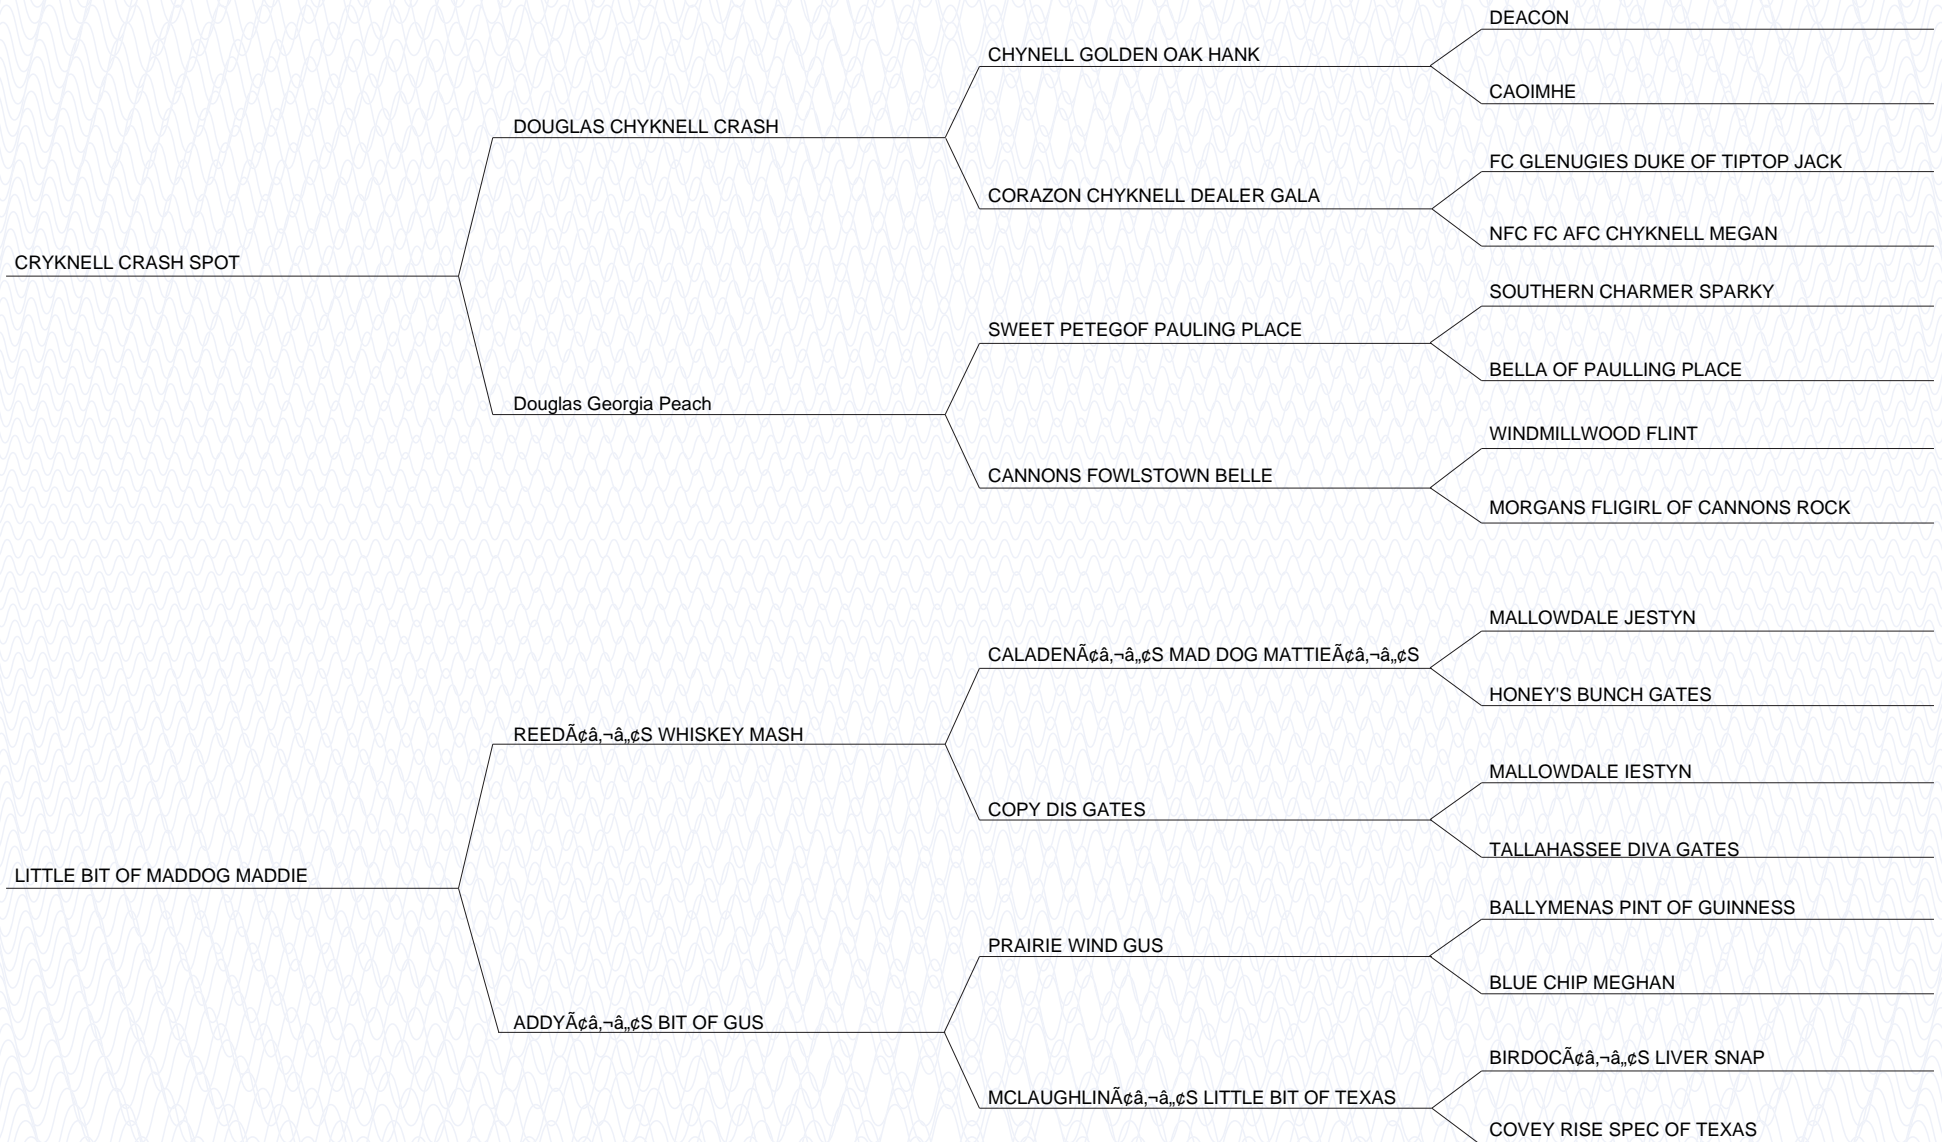 DEACON
CHYNELL GOLDEN OAK HANK
CAOIMHE
DOUGLAS CHYKNELL CRASH
FC GLENUGIES DUKE OF TIPTOP JACK
CORAZON CHYKNELL DEALER GALA
NFC FC AFC CHYKNELL MEGAN
CRYKNELL CRASH SPOT
SOUTHERN CHARMER SPARKY
SWEET PETEGOF PAULING PLACE
BELLA OF PAULLING PLACE
Douglas Georgia Peach
WINDMILLWOOD FLINT
CANNONS FOWLSTOWN BELLE
MORGANS FLIGIRL OF CANNONS ROCK
MALLOWDALE JESTYN
CALADENÃ¢â‚¬â„¢S MAD DOG MATTIEÃ¢â‚¬â„¢S
HONEY'S BUNCH GATES
REEDÃ¢â‚¬â„¢S WHISKEY MASH
MALLOWDALE IESTYN
COPY DIS GATES
TALLAHASSEE DIVA GATES
LITTLE BIT OF MADDOG MADDIE
BALLYMENAS PINT OF GUINNESS
PRAIRIE WIND GUS
BLUE CHIP MEGHAN
ADDYÃ¢â‚¬â„¢S BIT OF GUS
BIRDOCÃ¢â‚¬â„¢S LIVER SNAP
MCLAUGHLINÃ¢â‚¬â„¢S LITTLE BIT OF TEXAS
COVEY RISE SPEC OF TEXAS